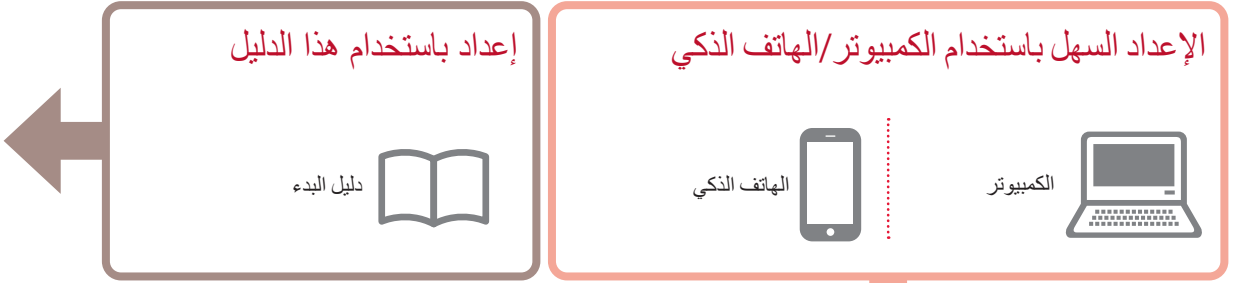 الإعداد السهل باستخدام الكمبيوتر/الهاتف الذكي
الكمبيوتر
الهاتف الذكي
إعداد باستخدام هذا الدليل
دليل البدء